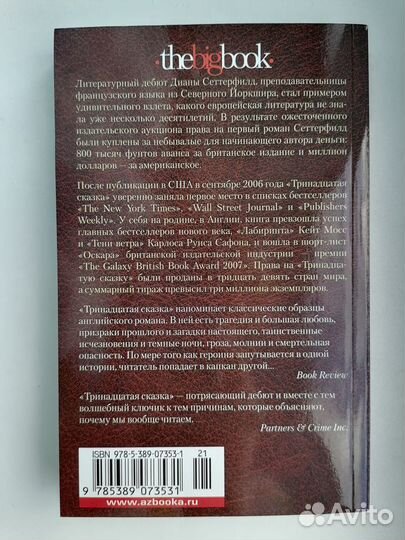 ·thebigbook·
Литературный дебют Дианы Сеттерфилд, преподавательницы
французского языка из Северного Йоркшира, стал примером
удивительного взлета, какого европейская литература не зна-
ла уже несколько десятилетий. В результате ожесточенного
издательского аукциона права на первый роман Сеттерфилд
были куплены за небывалые для начинающего автора деньги:
800 тысяч фунтов аванса за британское издание и миллион
долларов — за американское.
После публикации в США в сентябре 2006 года «Тринадцатая
сказка» уверенно заняла первое место в списках бестселлеров
«The New York Times», «Wall Street Journal» и «Publishers
Weekly». У себя на родине, в Англии, книга превзошла успех
главных бестселлеров нового века, «Лабиринта» Кейт Мосс
и «Тени ветра» Карлоса Руиса Сафона, и вошла в шорт-лист
«Оскара» британской издательской индустрии — премии
«The Galaxy British Book Award 2007». Права на «Тринадца-
тую сказку» были проданы в тридцать девять стран мира,
а суммарный тираж превысил три миллиона экземпляров.
«Тринадцатая сказка» напоминает классические образцы
английского романа. В ней есть трагедия и большая любовь,
призраки прошлого и загадки настоящего, таинственные
исчезновения и темные ночи, гроза, молнии и смертельная
опасность. По мере того как героиня запутывается в одной
истории, читатель попадает в капкан другой...
Book Review
«Тринадцатая сказка» — потрясающий дебют и вместе с тем
волшебный ключик к тем причинам, которые объясняют,
почему мы вообще читаем.
Partners & Crime Inc.
ISBN 978-5-389-07353-1 21
9 785389 073531
www.azbooka.ru
Avito